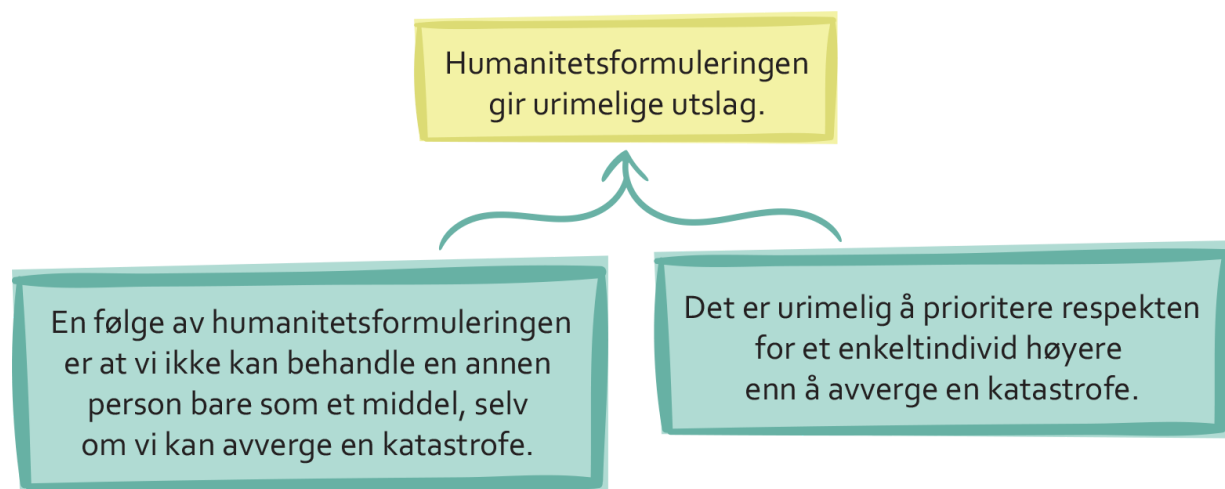 Humanitetsformuleringen
gir urimelige utslag.
En følge av humanitetsformuleringen
er at vi ikke kan behandle en annen
person bare som et middel, selv
om vi kan avverge en katastrofe.
Det er urimelig å prioritere respekten
for et enkeltindivid høyere
enn å avverge en katastrofe.